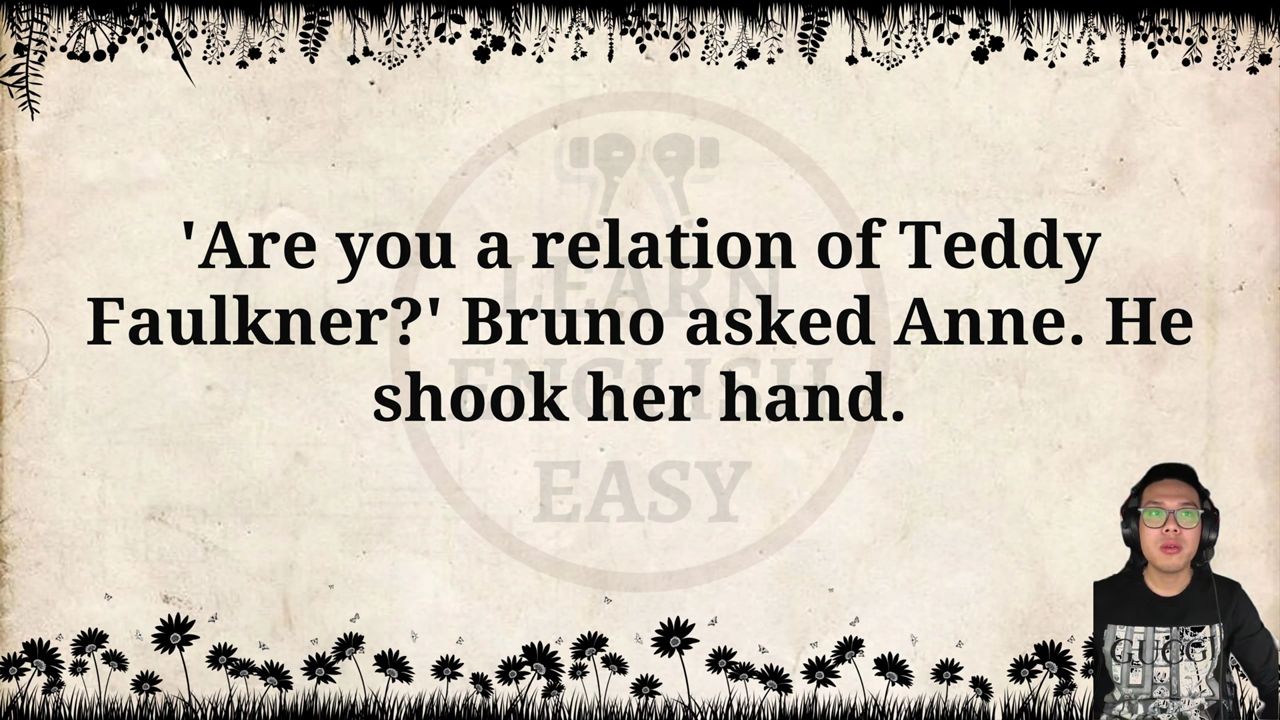 'Are you a relation of Teddy
Faulkner?' Bruno asked Anne. He
shook her hand.
LEARN
ENGLISH
EASY